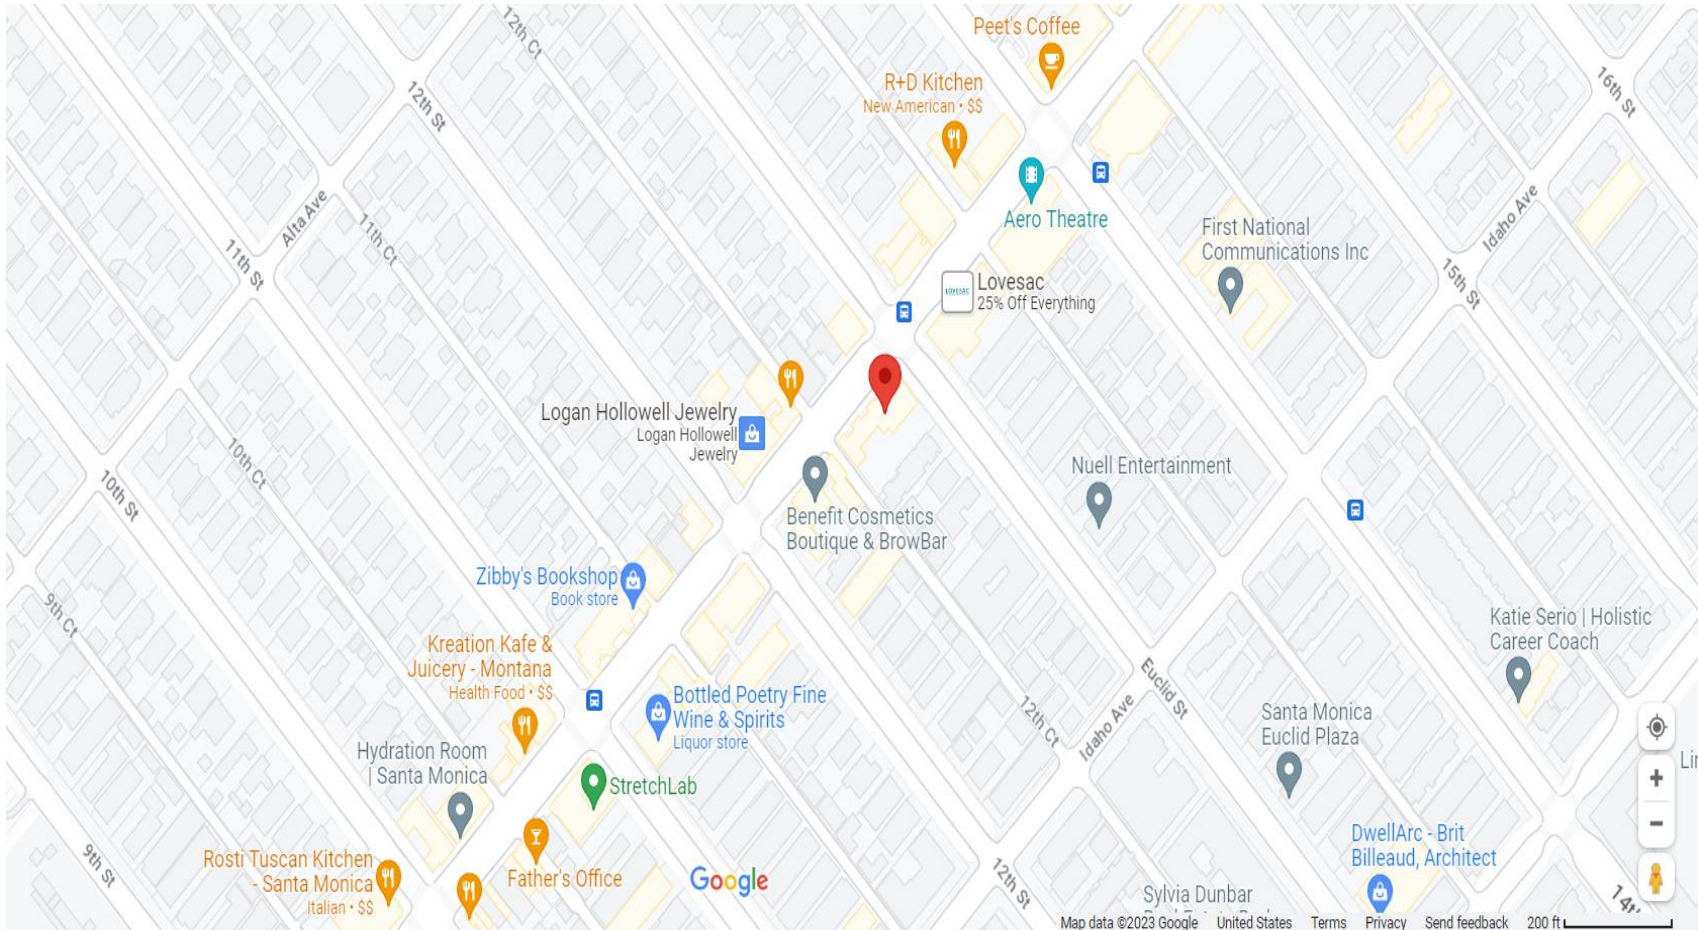 12th Ct
Peet's Coffee
R+D Kitchen
New American • $$
16th St
12th St
Alta Ave
11th Ct
11th St
Aero Theatre
First National
Communications Inc
Idaho Ave
15th St
LOVESAC
Lovesac
25% Off Everything
Logan Hollowell Jewelry
Logan Hollowell
Jewelry
10th Ct
10th St
Nuell Entertainment
Benefit Cosmetics
Boutique & BrowBar
Zibby's Bookshop
Book store
9th Ct
Kreation Kafe &
Juicery - Montana
Health Food • $$
Katie Serio | Holistic
Career Coach
Euclid St
Bottled Poetry Fine
Wine & Spirits
Liquor store
12th Ct
Idaho Ave
Santa Monica
Euclid Plaza
Hydration Room
| Santa Monica
StretchLab
9th St
Rosti Tuscan Kitchen
- Santa Monica
Italian • $$
Father's Office
Google
12th St
DwellArc - Brit
Billeaud, Architect
Sylvia Dunbar
14th
Map data ©2023 Google United States Terms Privacy Send feedback 200 ft